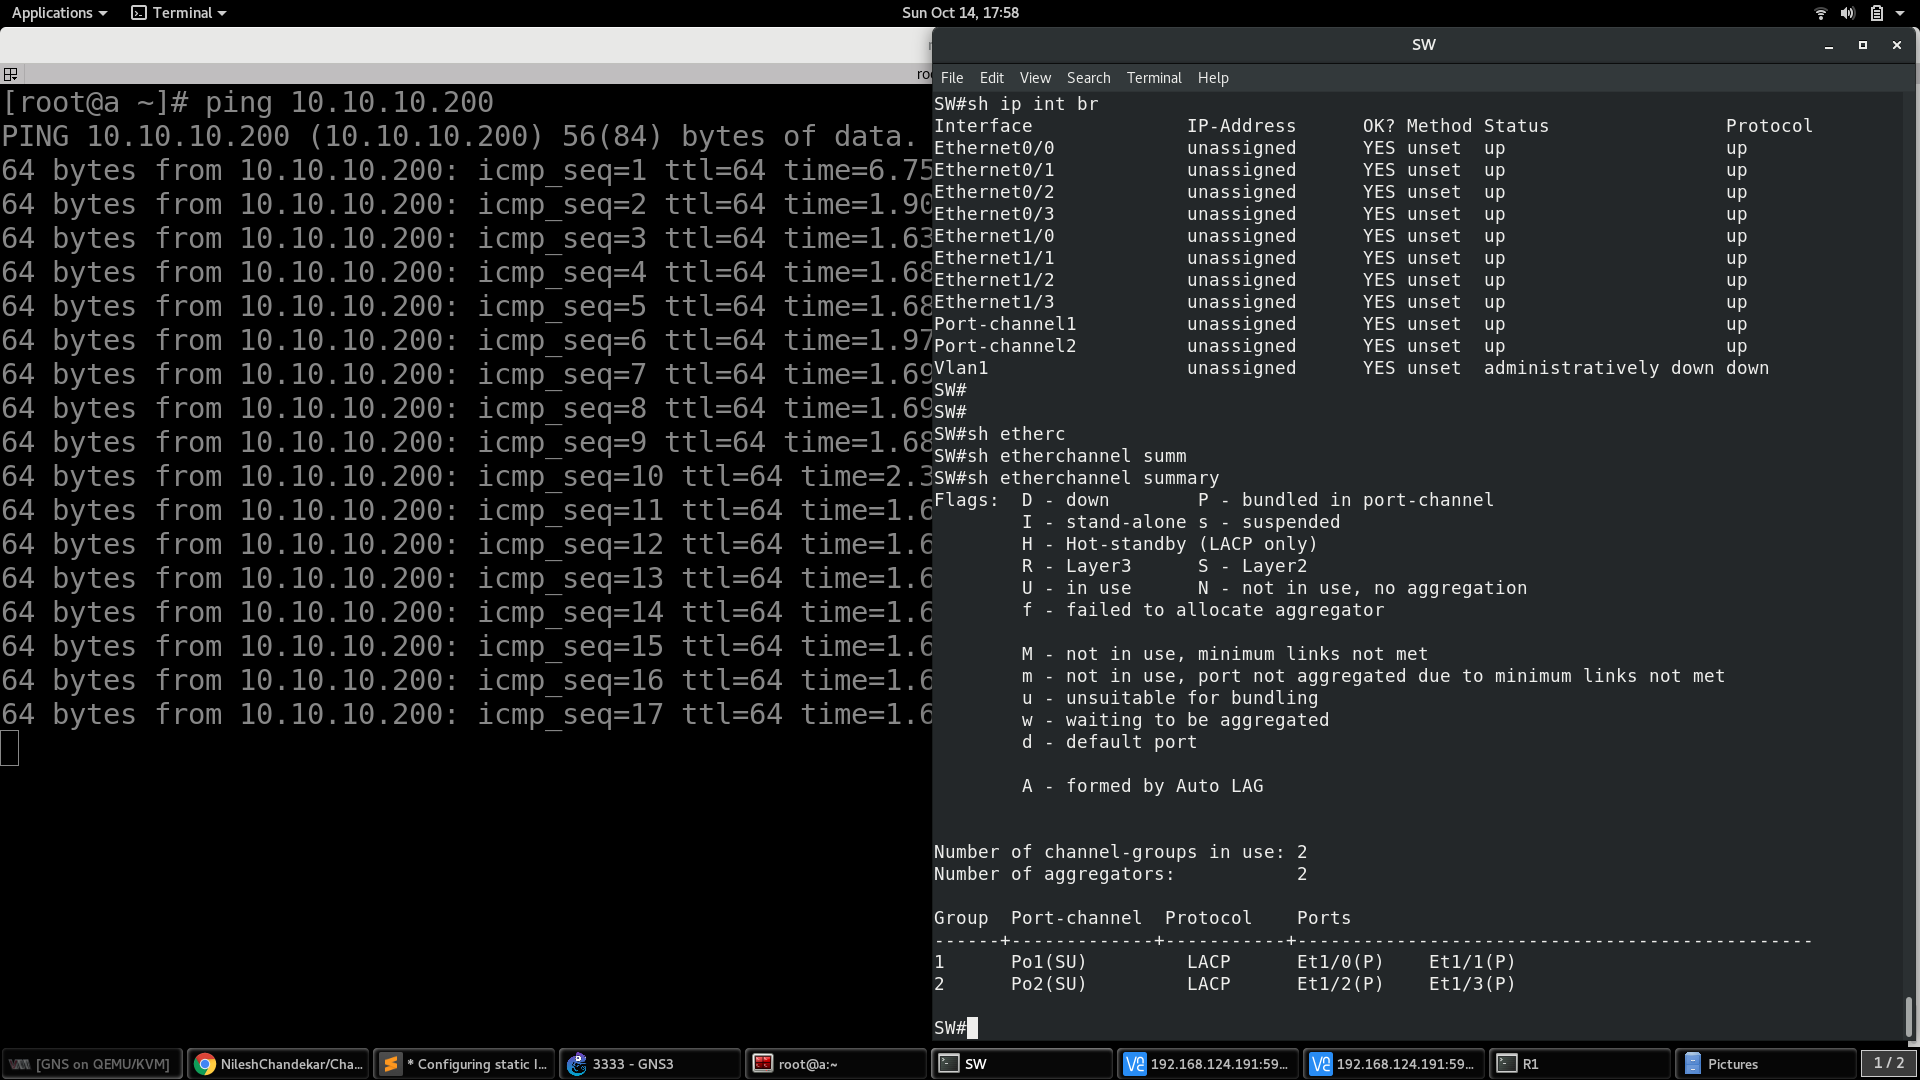 Applications Terminal Sun Oct 14, 17:58
[root@a ~]# ping 10.10.10.200
PING 10.10.10.200 (10.10.10.200) 56(84) bytes of data.
64 bytes from 10.10.10.200: icmp_seq=1 ttl=64 time=6.75
64 bytes from 10.10.10.200: icmp_seq=2 ttl=64 time=1.90
64 bytes from 10.10.10.200: icmp_seq=3 ttl=64 time=1.63
64 bytes from 10.10.10.200: icmp_seq=4 ttl=64 time=1.68
64 bytes from 10.10.10.200: icmp_seq=5 ttl=64 time=1.68
64 bytes from 10.10.10.200: icmp_seq=6 ttl=64 time=1.97
64 bytes from 10.10.10.200: icmp_seq=7 ttl=64 time=1.69
64 bytes from 10.10.10.200: icmp_seq=8 ttl=64 time=1.69
64 bytes from 10.10.10.200: icmp_seq=9 ttl=64 time=1.68
64 bytes from 10.10.10.200: icmp_seq=10 ttl=64 time=2.3
64 bytes from 10.10.10.200: icmp_seq=11 ttl=64 time=1.6
64 bytes from 10.10.10.200: icmp_seq=12 ttl=64 time=1.6
64 bytes from 10.10.10.200: icmp_seq=13 ttl=64 time=1.6
64 bytes from 10.10.10.200: icmp_seq=14 ttl=64 time=1.6
64 bytes from 10.10.10.200: icmp_seq=15 ttl=64 time=1.6
64 bytes from 10.10.10.200: icmp_seq=16 ttl=64 time=1.6
64 bytes from 10.10.10.200: icmp_seq=17 ttl=64 time=1.6
SW
File Edit View Search Terminal Help
SW#sh ip int br
Interface IP-Address OK? Method Status Protocol
Ethernet0/0 unassigned YES unset up up
Ethernet0/1 unassigned YES unset up up
Ethernet0/2 unassigned YES unset up up
Ethernet0/3 unassigned YES unset up up
Ethernet1/0 unassigned YES unset up up
Ethernet1/1 unassigned YES unset up up
Ethernet1/2 unassigned YES unset up up
Ethernet1/3 unassigned YES unset up up
Port-channel1 unassigned YES unset up up
Port-channel2 unassigned YES unset up up
Vlan1 unassigned YES unset administratively down down
SW#
SW#
SW#sh etherc
SW#sh etherchannel summ
SW#sh etherchannel summary
Flags: D - down P - bundled in port-channel
I - stand-alone s - suspended
H - Hot-standby (LACP only)
R - Layer3 S - Layer2
U - in use N - not in use, no aggregation
f - failed to allocate aggregator
M - not in use, minimum links not met
m - not in use, port not aggregated due to minimum links not met
u - unsuitable for bundling
w - waiting to be aggregated
d - default port
A - formed by Auto LAG
Number of channel-groups in use: 2
Number of aggregators: 2
Group Port-channel Protocol Ports
------+-------------+-----------+-----------------------------------------------
1 Po1(SU) LACP Et1/0(P) Et1/1(P)
2 Po2(SU) LACP Et1/2(P) Et1/3(P)
SW#
[GNS on QEMU/KVM] NileshChandekar/Cha... * Configuring static I... 3333 - GNS3 root@a:~ SW 192.168.124.191:59... 192.168.124.191:59... R1 Pictures 1 / 2